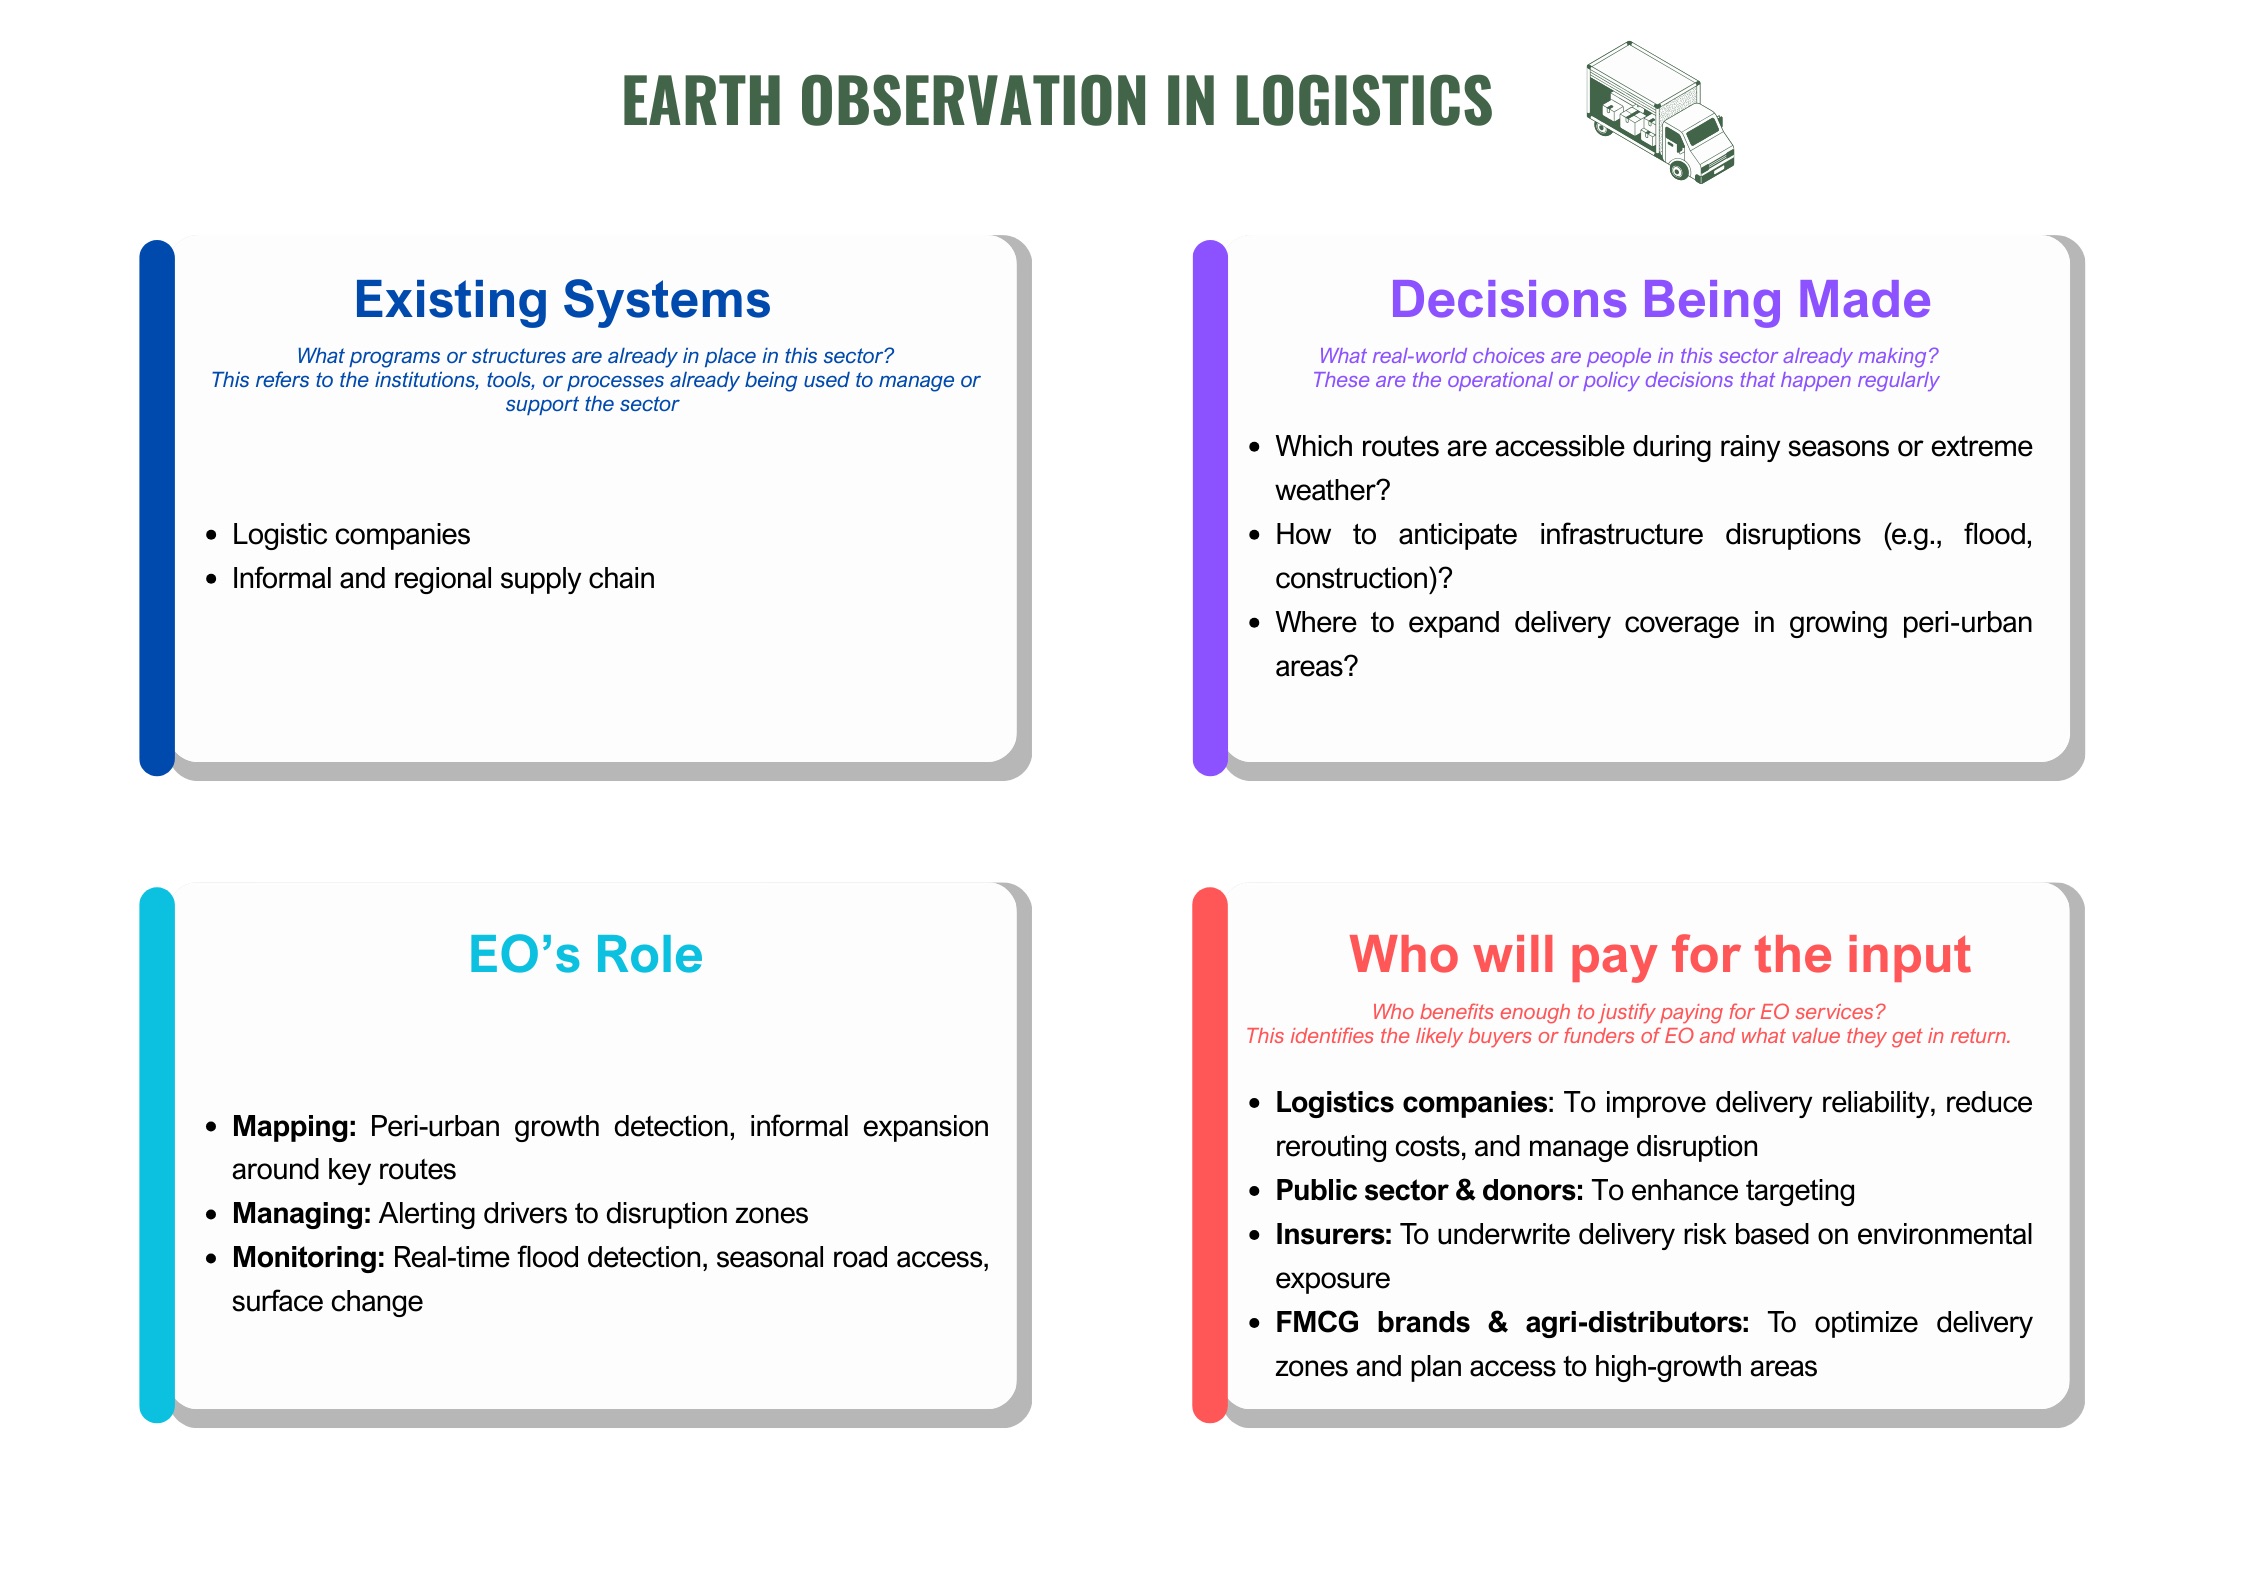 EARTH OBSERVATION IN LOGISTICS
Existing Systems
What programs or structures are already in place in this sector?
This refers to the institutions, tools, or processes already being used to manage or
support the sector
• Logistic companies
• Informal and regional supply chain
Decisions Being Made
What real-world choices are people in this sector already making?
These are the operational or policy decisions that happen regularly
• Which routes are accessible during rainy seasons or extreme
weather?
• How to anticipate infrastructure disruptions (e.g., flood,
construction)?
• Where to expand delivery coverage in growing peri-urban
areas?
EO’s Role
• Mapping: Peri-urban growth detection, informal expansion
around key routes
• Managing: Alerting drivers to disruption zones
• Monitoring: Real-time flood detection, seasonal road access,
surface change
Who will pay for the input
Who benefits enough to justify paying for EO services?
This identifies the likely buyers or funders of EO and what value they get in return.
• Logistics companies: To improve delivery reliability, reduce
rerouting costs, and manage disruption
• Public sector & donors: To enhance targeting
• Insurers: To underwrite delivery risk based on environmental
exposure
• FMCG brands & agri-distributors: To optimize delivery
zones and plan access to high-growth areas